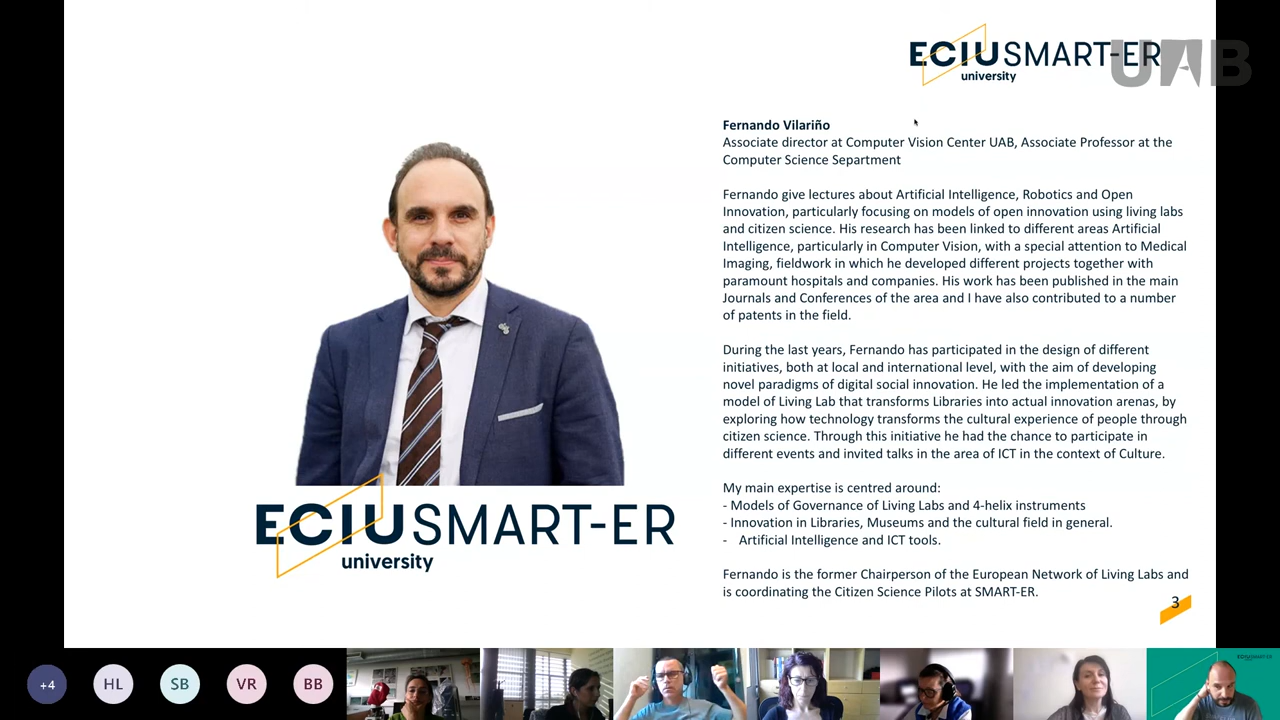 ECIU SMART-ER
university
UAB
Fernando Vilariño
Associate director at Computer Vision Center UAB, Associate Professor at the
Computer Science Separtment
Fernando give lectures about Artificial Intelligence, Robotics and Open
Innovation, particularly focusing on models of open innovation using living labs
and citizen science. His research has been linked to different areas Artificial
Intelligence, particularly in Computer Vision, with a special attention to Medical
Imaging, fieldwork in which he developed different projects together with
paramount hospitals and companies. His work has been published in the main
Journals and Conferences of the area and I have also contributed to a number
of patents in the field.
During the last years, Fernando has participated in the design of different
initiatives, both at local and international level, with the aim of developing
novel paradigms of digital social innovation. He led the implementation of a
model of Living Lab that transforms Libraries into actual innovation arenas, by
exploring how technology transforms the cultural experience of people through
citizen science. Through this initiative he had the chance to participate in
different events and invited talks in the area of ICT in the context of Culture.
My main expertise is centred around:
- Models of Governance of Living Labs and 4-helix instruments
- Innovation in Libraries, Museums and the cultural field in general.
- Artificial Intelligence and ICT tools.
Fernando is the former Chairperson of the European Network of Living Labs and
is coordinating the Citizen Science Pilots at SMART-ER.
3
ECIU SMART-ER
university
+4
HL
SB
VR
BB